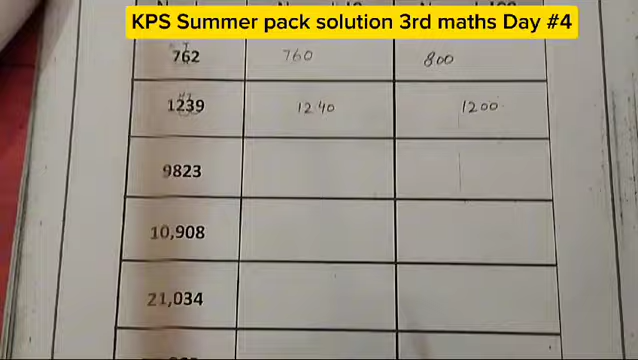 KPS Summer pack solution 3rd maths Day #4
762 760 800
1239 1240 1200
9823
10,908
21,034